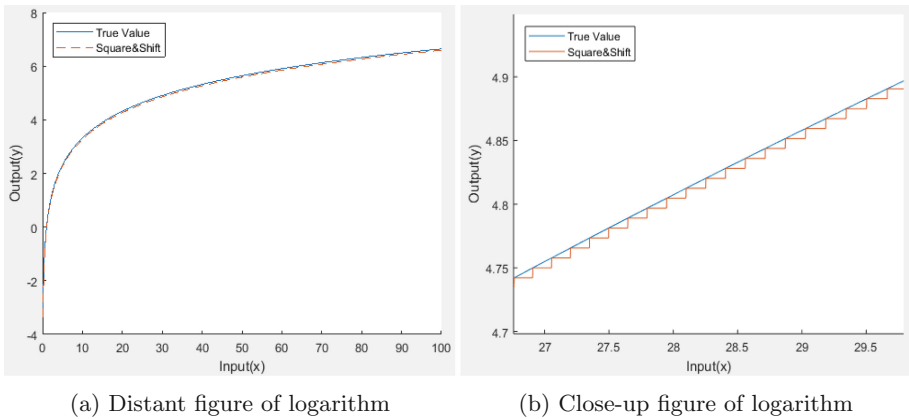 8
6
4
2
0
-2
-4
Output(y)
True Value
Square&Shift
0 10 20 30 40 50 60 70 80 90 100
Input(x)
4.9
4.85
4.8
4.75
4.7
Output(y)
True Value
Square&Shift
27 27.5 28 28.5 29 29.5
Input(x)
(a) Distant figure of logarithm
(b) Close-up figure of logarithm